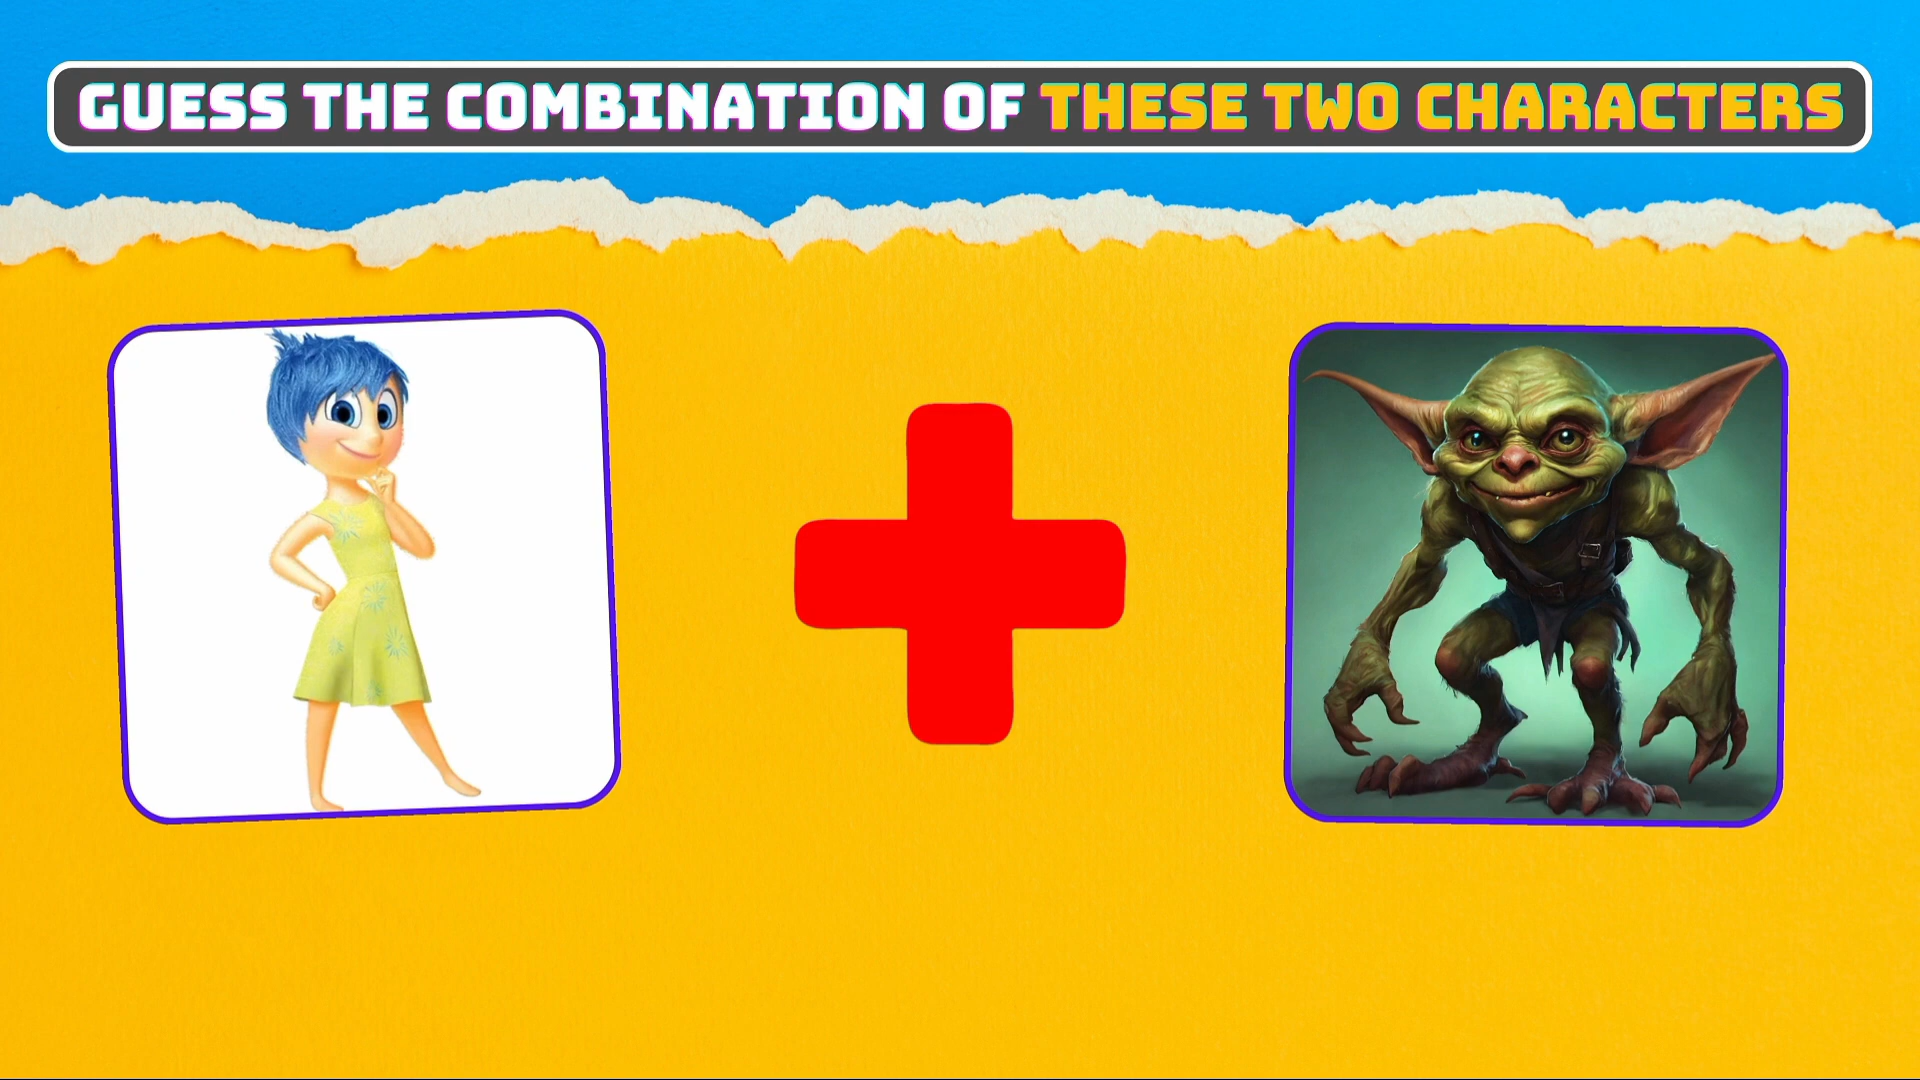 GUESS THE COMBINATION OF THESE TWO CHARACTERS